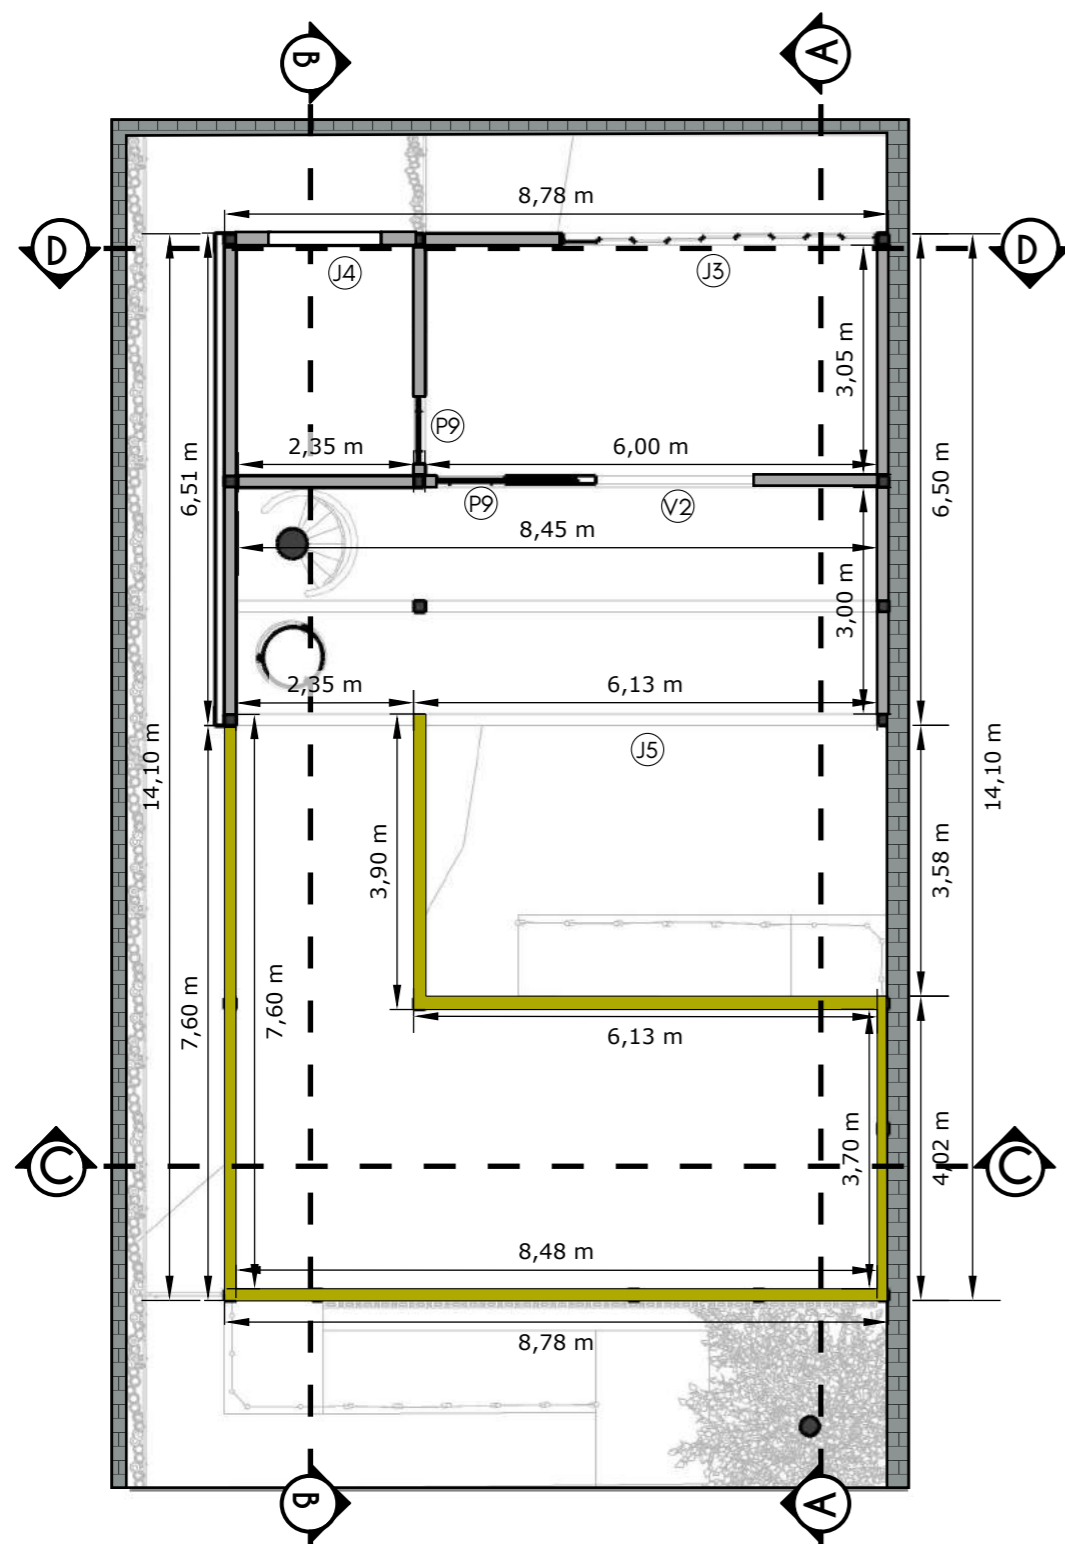 B
A
8,78 m
D
D
J4
J3
3,05 m
P9
2,35 m
6,00 m
6,51 m
6,50 m
P9
V2
8,45 m
3,00 m
2,35 m
6,13 m
J5
14,10 m
14,10 m
3,90 m
3,58 m
7,60 m
7,60 m
6,13 m
3,70 m
4,02 m
C
C
8,48 m
8,78 m
B
A